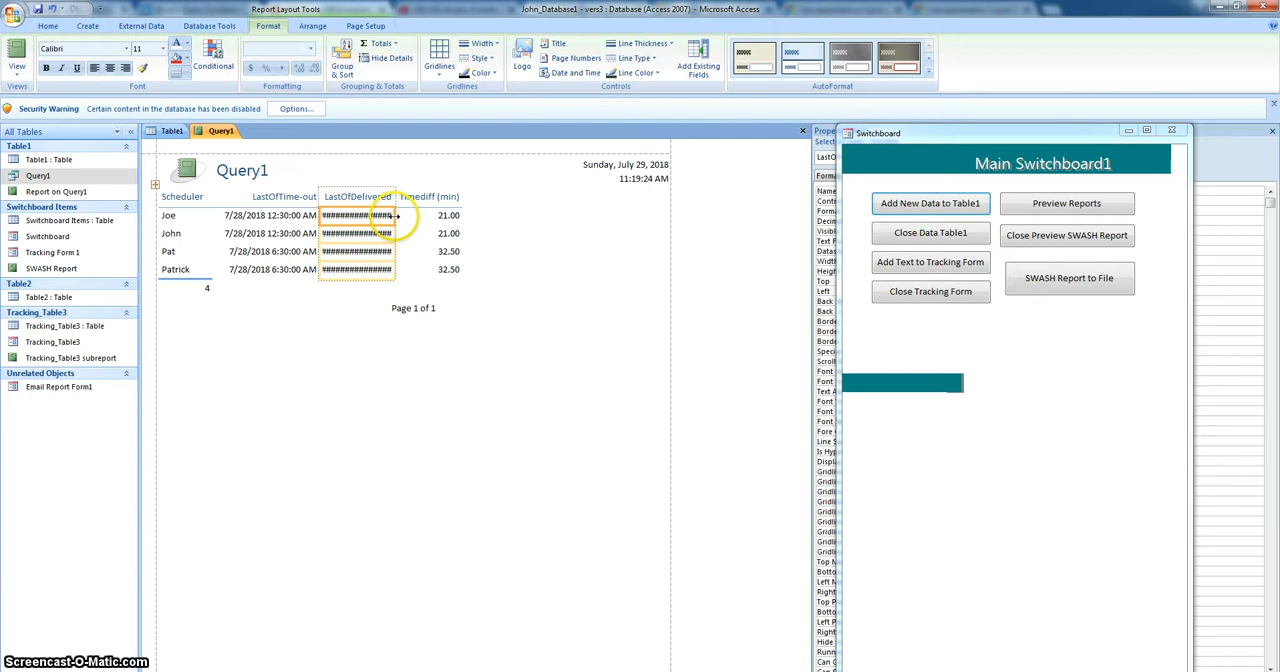 Report Layout Tools
John_Database1 - vers3 : Database (Access 2007) - Microsoft Access
Home Create External Data Database Tools Format Arrange Page Setup
Calibri 11
View
B I U
Conditional
$ % ,
Group & Sort
Σ Totals
Hide Details
Gridlines
Width
Style
Color
Logo
Title
Page Numbers
Date and Time
Line Thickness
Line Type
Line Color
Add Existing Fields
Views Font Formatting Grouping & Totals Gridlines Controls AutoFormat
Security Warning Certain content in the database has been disabled Options...
All Tables
Table1
Table1 : Table
Query1
Report on Query1
Switchboard Items
Switchboard Items : Table
Switchboard
Tracking Form 1
SWASH Report
Table2
Table2 : Table
Tracking_Table3
Tracking_Table3 : Table
Tracking_Table3
Tracking_Table3 subreport
Unrelated Objects
Email Report Form1
Table1 Query1
Query1
Sunday, July 29, 2018
11:19:24 AM
Scheduler LastOfTime-out LastOfDelivered Timediff (min)
Joe 7/28/2018 12:30:00 AM ############### 21.00
John 7/28/2018 12:30:00 AM ############### 21.00
Pat 7/28/2018 6:30:00 AM ############### 32.50
Patrick 7/28/2018 6:30:00 AM ############### 32.50
4
Page 1 of 1
Switchboard
Main Switchboard1
Add New Data to Table1 Preview Reports
Close Data Table1 Close Preview SWASH Report
Add Text to Tracking Form SWASH Report to File
Close Tracking Form
Screencast-O-Matic.com